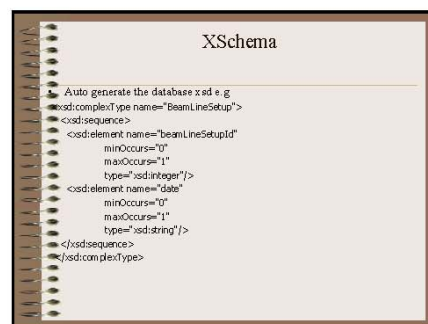 XSchema
• Auto generate the database xsd e.g
<xsd:complexType name="BeamLineSetup">
<xsd:sequence>
<xsd:element name="beamLineSetupId"
minOccurs="0"
maxOccurs="1"
type="xsd:integer"/>
<xsd:element name="date"
minOccurs="0"
maxOccurs="1"
type="xsd:string"/>
</xsd:sequence>
</xsd:complexType>